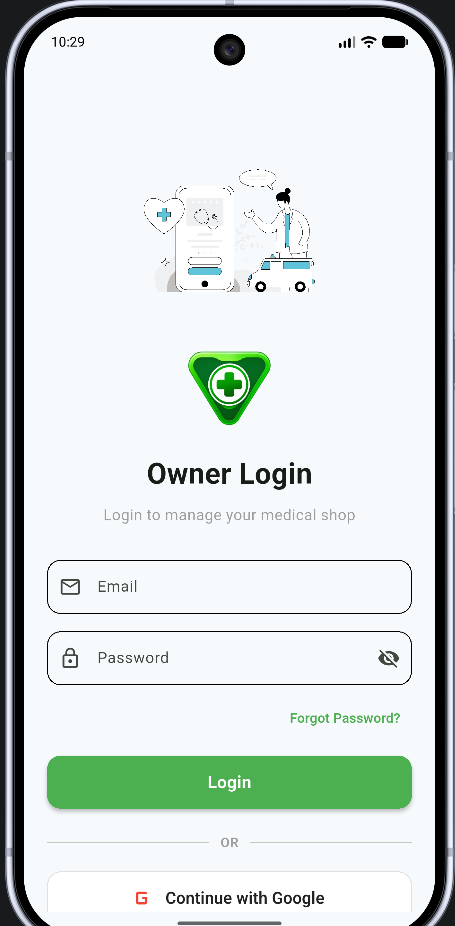 10:29
Owner Login
Login to manage your medical shop
Email
Password
Forgot Password?
Login
OR
G Continue with Google